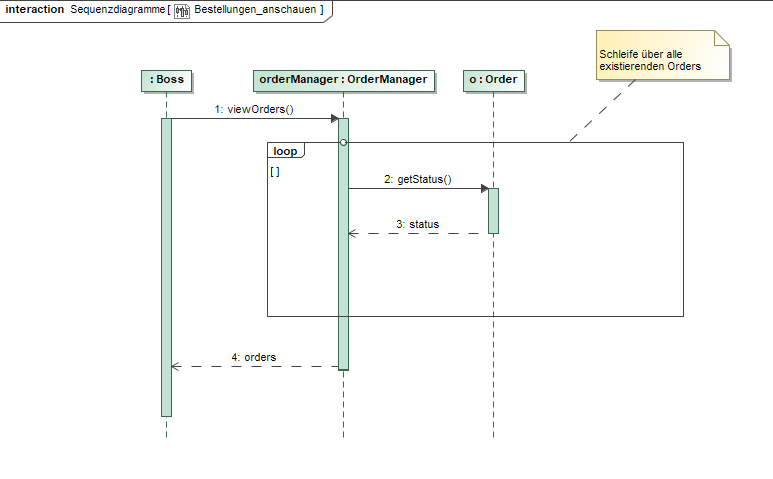 interaction Sequenzdiagramme [ Bestellungen_anschauen ]
Schleife über alle
existierenden Orders
: Boss
orderManager : OrderManager
o : Order
1: viewOrders()
loop
[ ]
2: getStatus()
3: status
4: orders